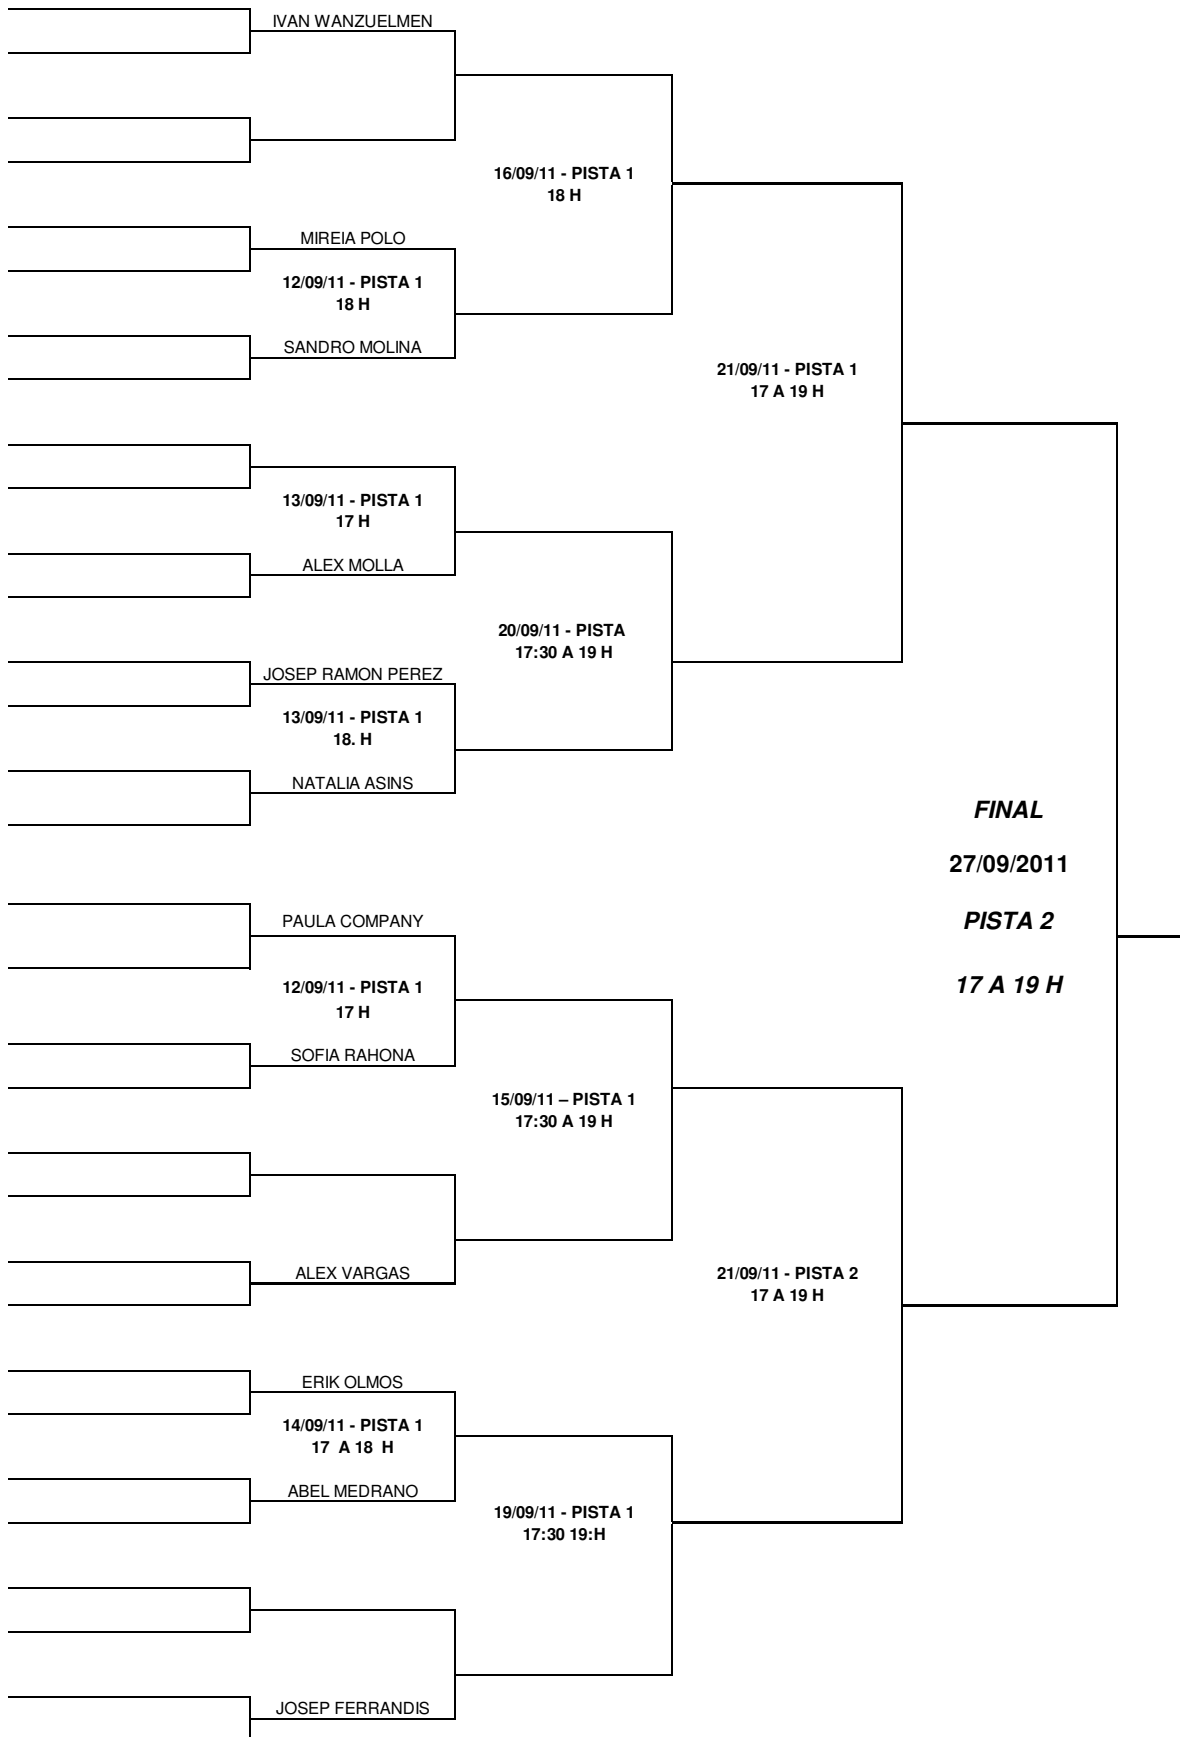 IVAN WANZUELMEN
16/09/11 - PISTA 1
18 H
MIREIA POLO
12/09/11 - PISTA 1
18 H
SANDRO MOLINA
21/09/11 - PISTA 1
17 A 19 H
13/09/11 - PISTA 1
17 H
ALEX MOLLA
20/09/11 - PISTA
17:30 A 19 H
JOSEP RAMON PEREZ
13/09/11 - PISTA 1
18. H
NATALIA ASINS
FINAL
27/09/2011
PISTA 2
17 A 19 H
PAULA COMPANY
12/09/11 - PISTA 1
17 H
SOFIA RAHONA
15/09/11 – PISTA 1
17:30 A 19 H
ALEX VARGAS
21/09/11 - PISTA 2
17 A 19 H
ERIK OLMOS
14/09/11 - PISTA 1
17 A 18 H
ABEL MEDRANO
19/09/11 - PISTA 1
17:30 19:H
JOSEP FERRANDIS